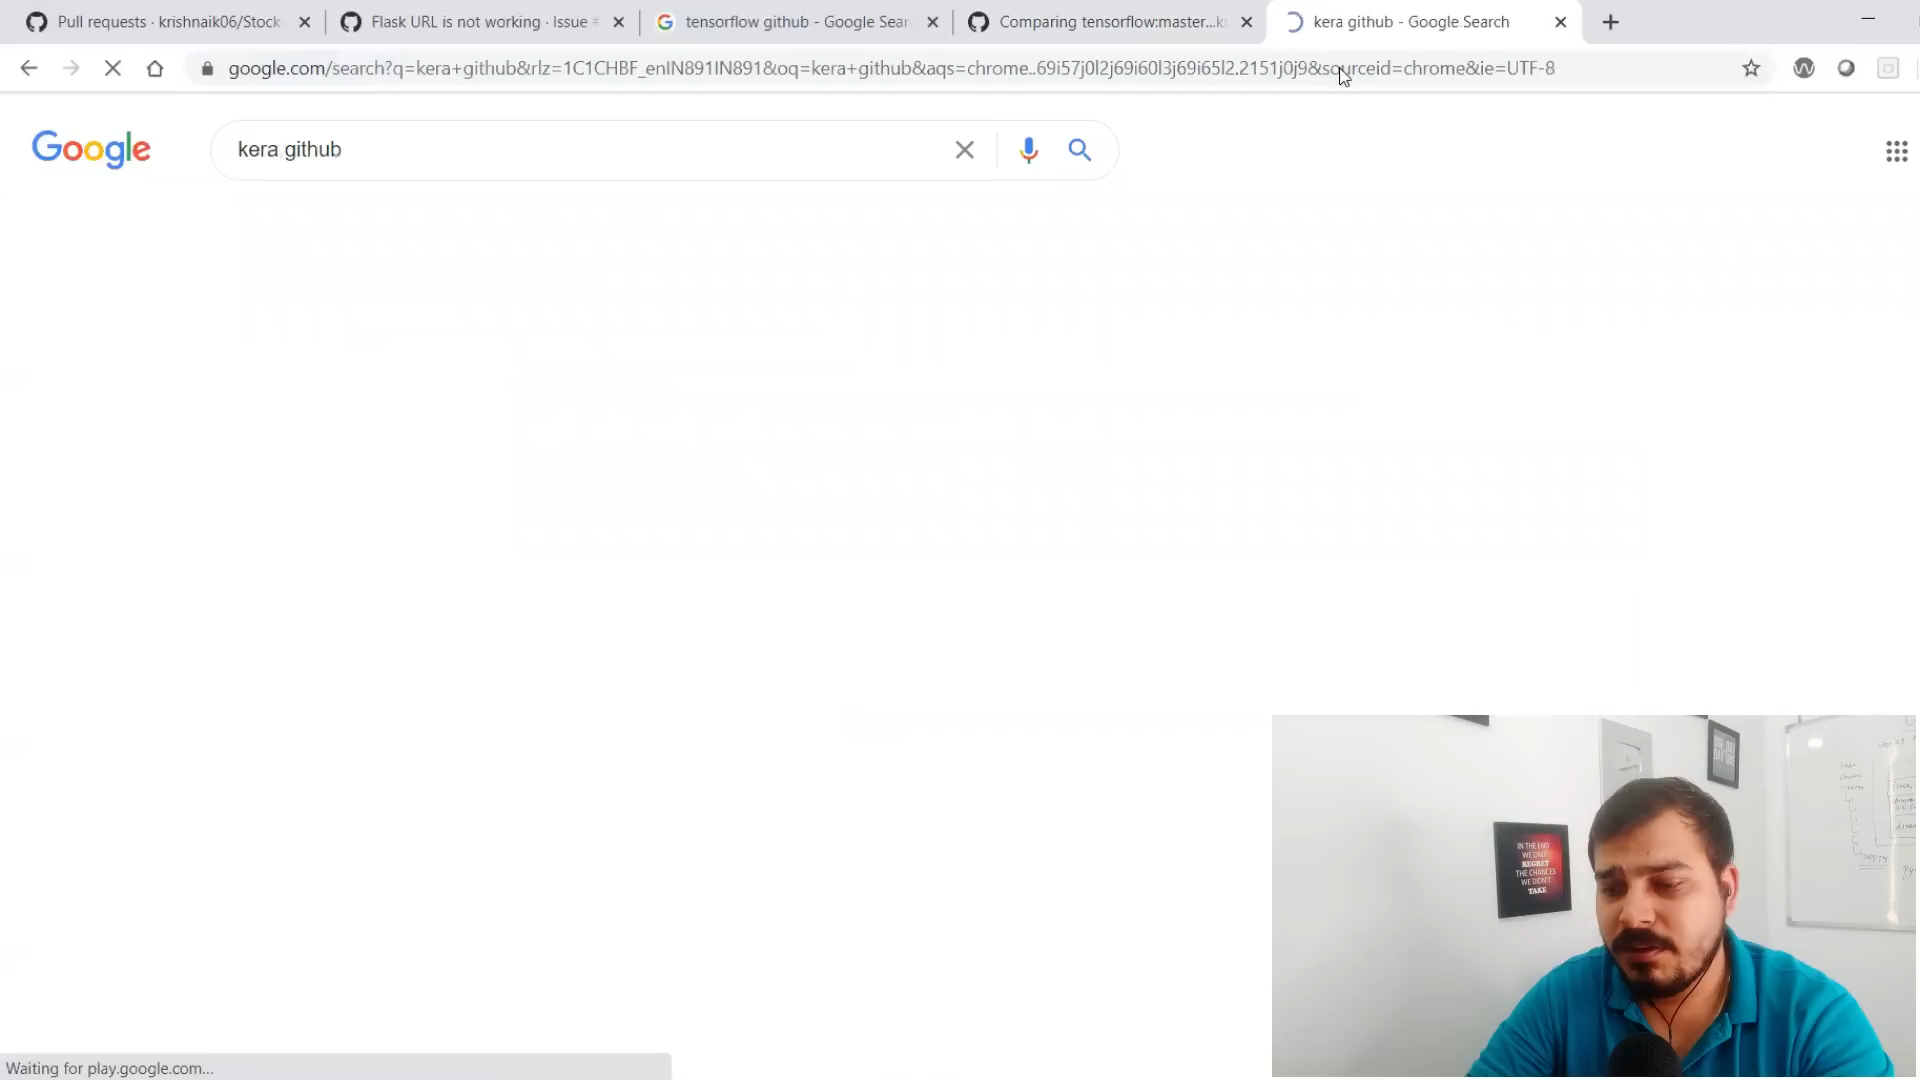 Pull requests · krishnaik06/Stock
Flask URL is not working · Issue
tensorflow github - Google Sear
Comparing tensorflow:master...k
kera github - Google Search
google.com/search?q=kera+github&rlz=1C1CHBF_enIN891IN891&oq=kera+github&aqs=chrome..69i57j0l2j69i60l3j69i65l2.2151j0j9&sourceid=chrome&ie=UTF-8
Google
kera github
IN THE END
WE ONLY
REGRET
THE CHANCES
WE DIDN'T
TAKE
Waiting for play.google.com...